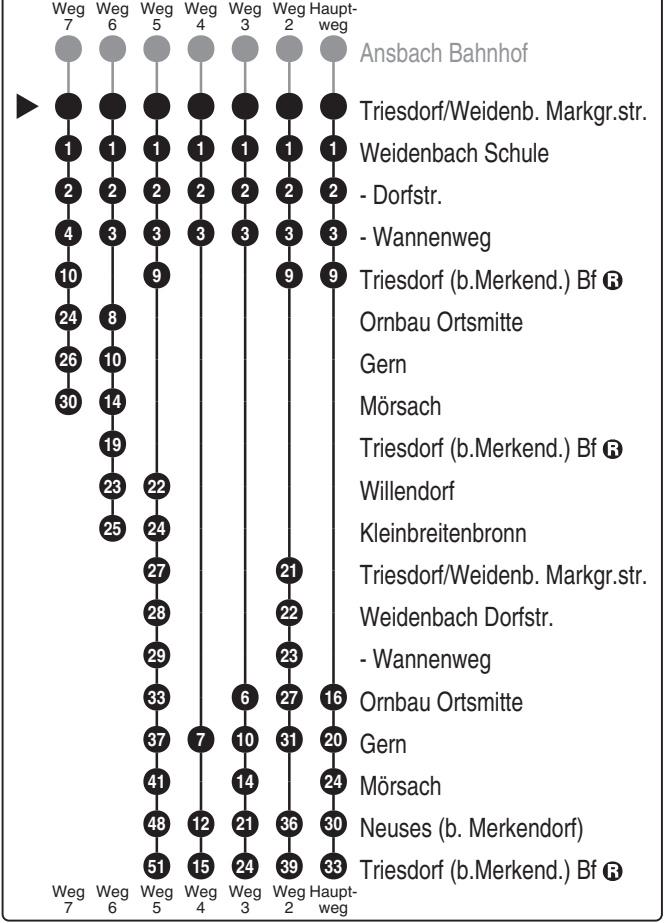 Weg Weg Weg Weg Weg Weg Haupt-
7 6 5 4 3 2 weg
Ansbach Bahnhof
Triesdorf/Weidenb. Markgr.str.
1 1 1 1 1 1 1 Weidenbach Schule
2 2 2 2 2 2 2 - Dorfstr.
4 3 3 3 3 3 3 - Wannenweg
10 9 9 9 Triesdorf (b.Merkend.) Bf R
24 8 Ornbau Ortsmitte
26 10 Gern
30 14 Mörsach
19 Triesdorf (b.Merkend.) Bf R
23 22 Willendorf
25 24 Kleinbreitenbronn
27 21 Triesdorf/Weidenb. Markgr.str.
28 22 Weidenbach Dorfstr.
29 23 - Wannenweg
33 6 27 16 Ornbau Ortsmitte
37 7 10 31 20 Gern
41 14 24 Mörsach
48 12 21 36 30 Neuses (b. Merkendorf)
51 15 24 39 33 Triesdorf (b.Merkend.) Bf R
Weg Weg Weg Weg Weg Weg Haupt-
7 6 5 4 3 2 weg